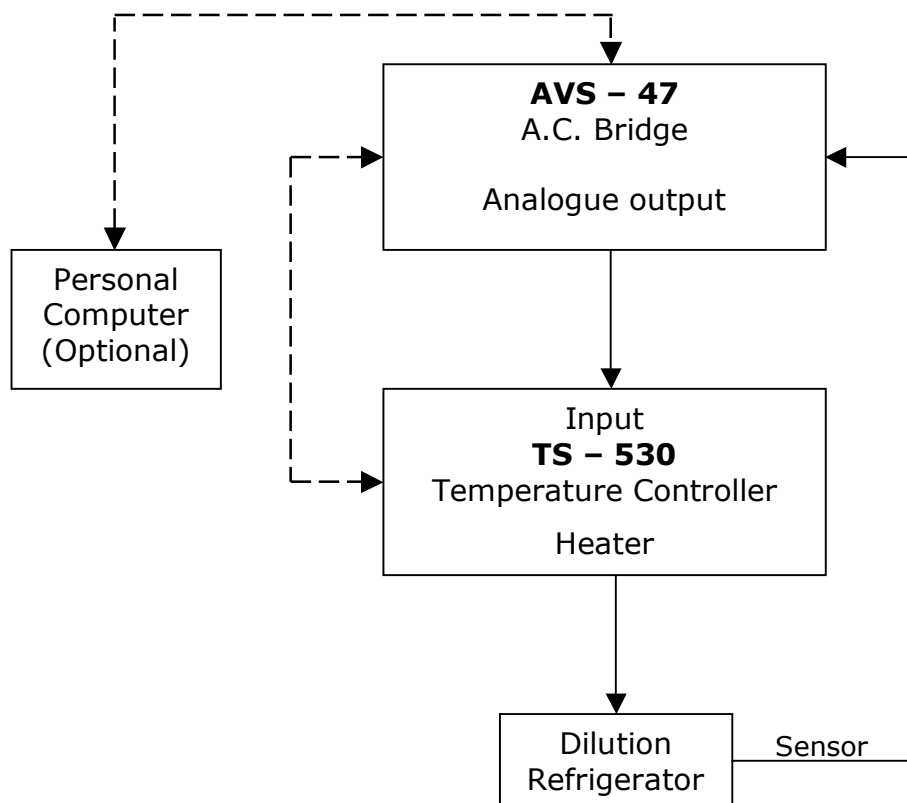 AVS – 47
A.C. Bridge
Analogue output
Personal
Computer
(Optional)
Input
TS – 530
Temperature Controller
Heater
Dilution
Refrigerator
Sensor